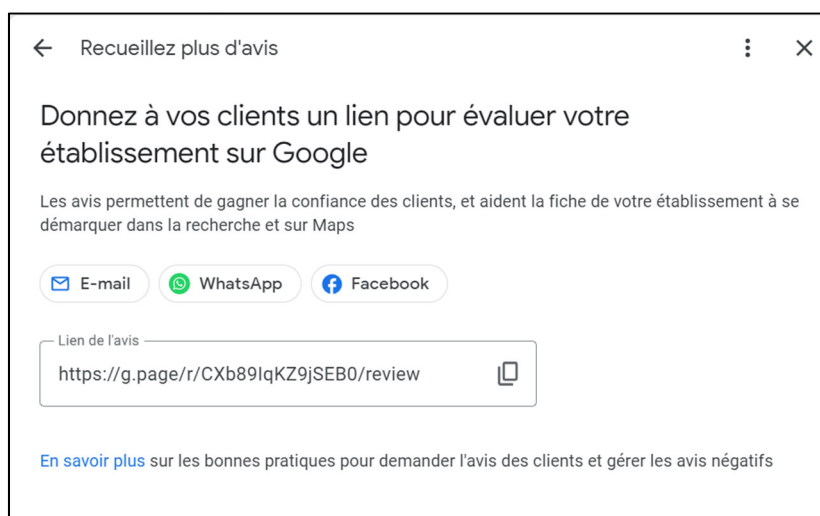 Recueillez plus d'avis
Donnez à vos clients un lien pour évaluer votre
établissement sur Google
Les avis permettent de gagner la confiance des clients, et aident la fiche de votre établissement à se
démarquer dans la recherche et sur Maps
E-mail WhatsApp Facebook
Lien de l'avis
https://g.page/r/CXb89IqKZ9jSEB0/review
En savoir plus sur les bonnes pratiques pour demander l'avis des clients et gérer les avis négatifs